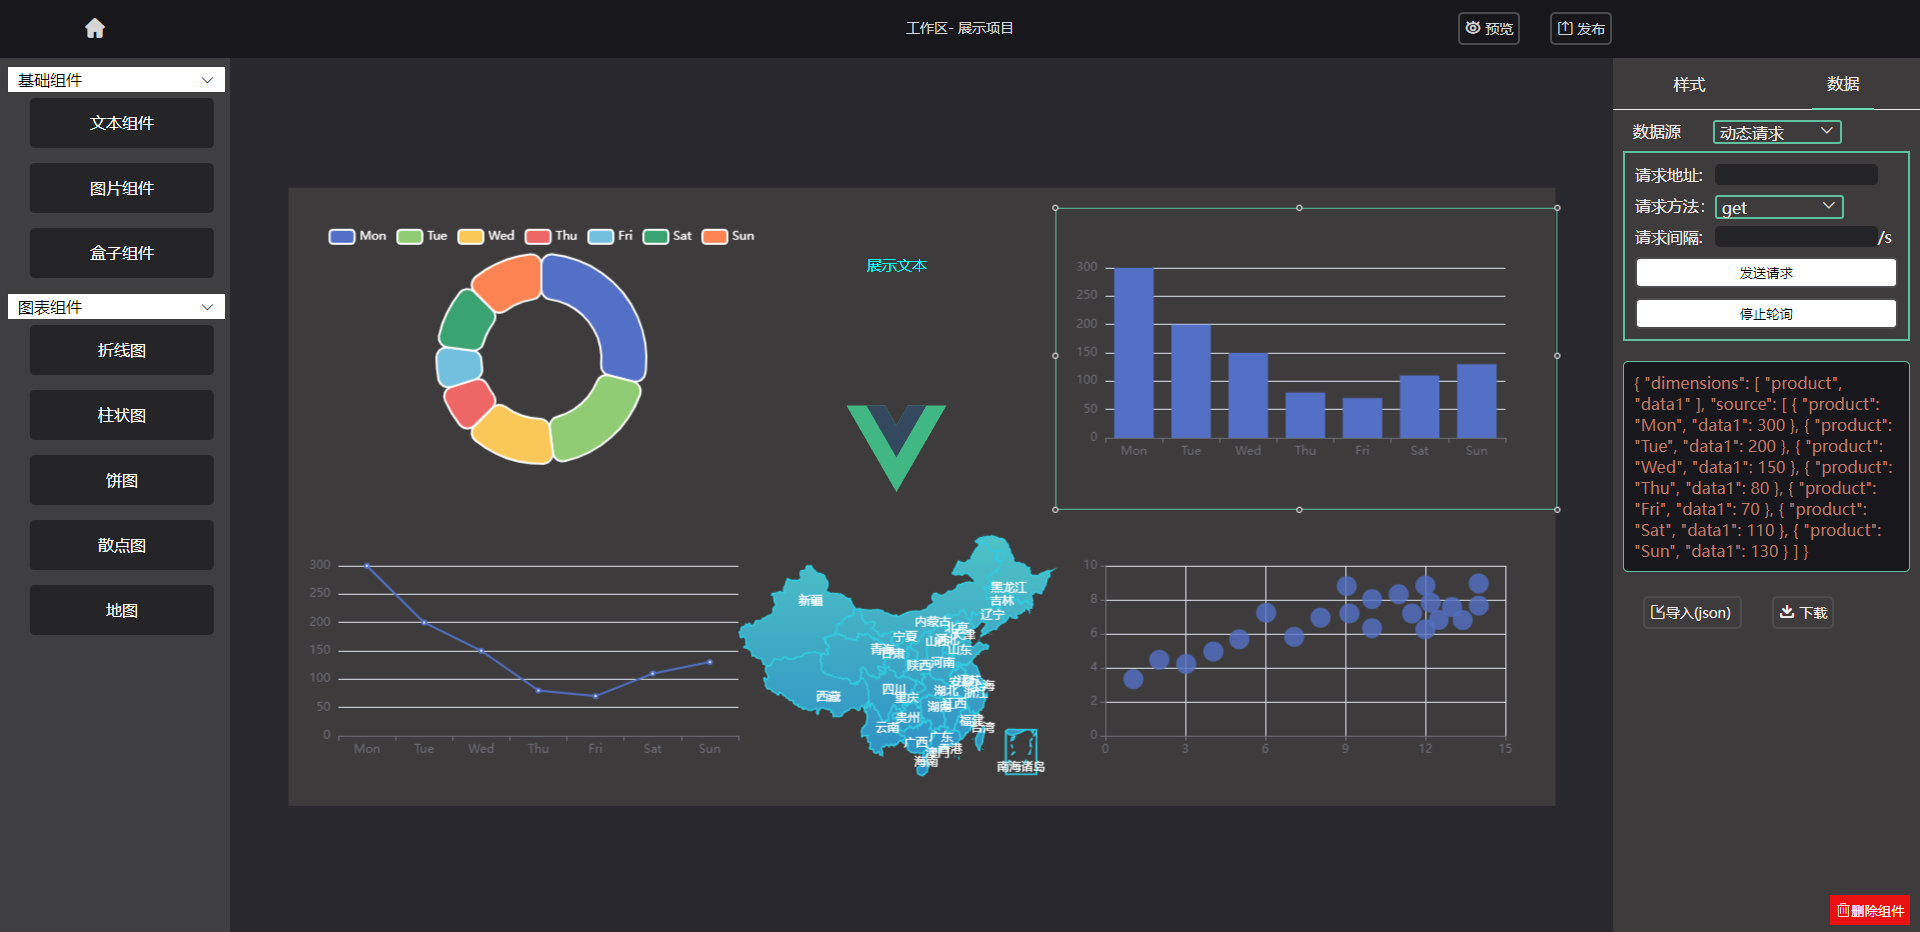 工作区- 展示项目
预览
发布
基础组件
文本组件
图片组件
盒子组件
图表组件
折线图
柱状图
饼图
散点图
地图
Mon Tue Wed Thu Fri Sat Sun
展示文本
300
250
200
150
100
50
0
Mon Tue Wed Thu Fri Sat Sun
300
250
200
150
100
50
0
Mon Tue Wed Thu Fri Sat Sun
黑龙江
吉林
辽宁
新疆
内蒙古
北京
天津
宁夏
山西
河北
山东
青海
甘肃
陕西
河南
四川
重庆
湖北
安徽
江苏
上海
浙江
西藏
湖南
江西
贵州
云南
福建
台湾
广西
广东
香港
澳门
海南
南海诸岛
10
8
6
4
2
0
0 3 6 9 12 15
样式 数据
数据源 动态请求
请求地址:
请求方法: get
请求间隔: /s
发送请求
停止轮询
{ "dimensions": [ "product",
"data1" ], "source": [ { "product":
"Mon", "data1": 300 }, { "product":
"Tue", "data1": 200 }, { "product":
"Wed", "data1": 150 }, { "product":
"Thu", "data1": 80 }, { "product":
"Fri", "data1": 70 }, { "product":
"Sat", "data1": 110 }, { "product":
"Sun", "data1": 130 } ] }
导入(json) 下载
删除组件